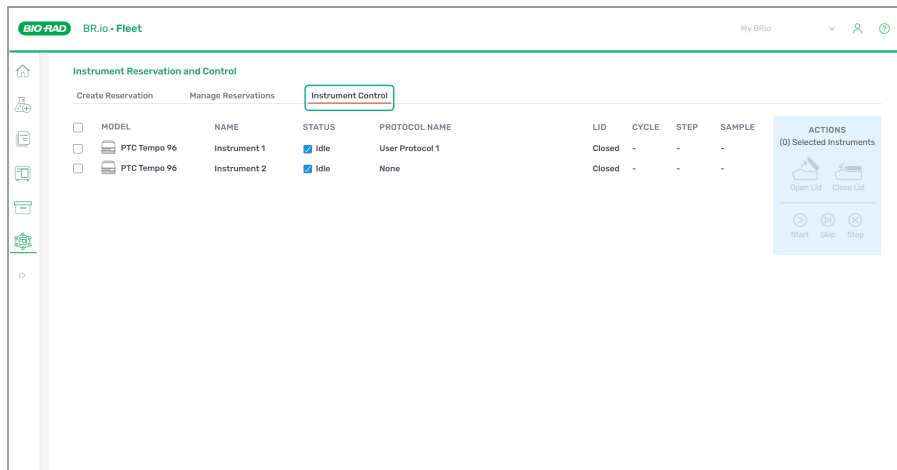 BIO-RAD BR.io • Fleet My BRio
Instrument Reservation and Control
Create Reservation Manage Reservations Instrument Control
MODEL NAME STATUS PROTOCOL NAME LID CYCLE STEP SAMPLE
PTC Tempo 96 Instrument 1 Idle User Protocol 1 Closed - - -
PTC Tempo 96 Instrument 2 Idle None Closed - - -
ACTIONS
(0) Selected Instruments
Open Lid Close Lid
Start Skip Stop